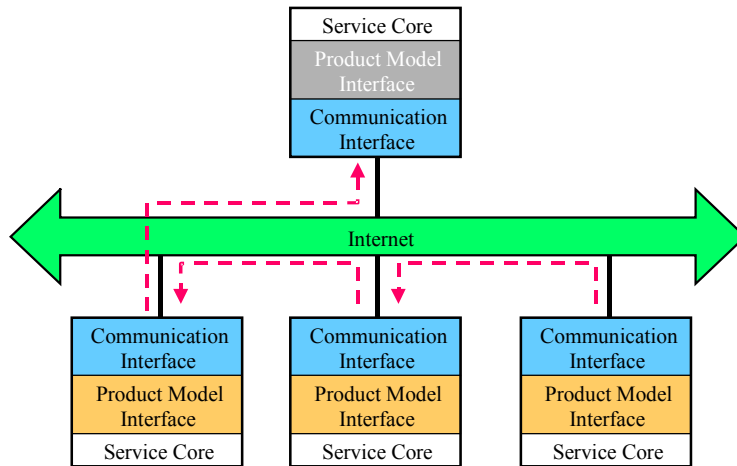 Service Core
Product Model
Interface
Communication
Interface
Internet
Communication
Interface
Product Model
Interface
Service Core
Communication
Interface
Product Model
Interface
Service Core
Communication
Interface
Product Model
Interface
Service Core